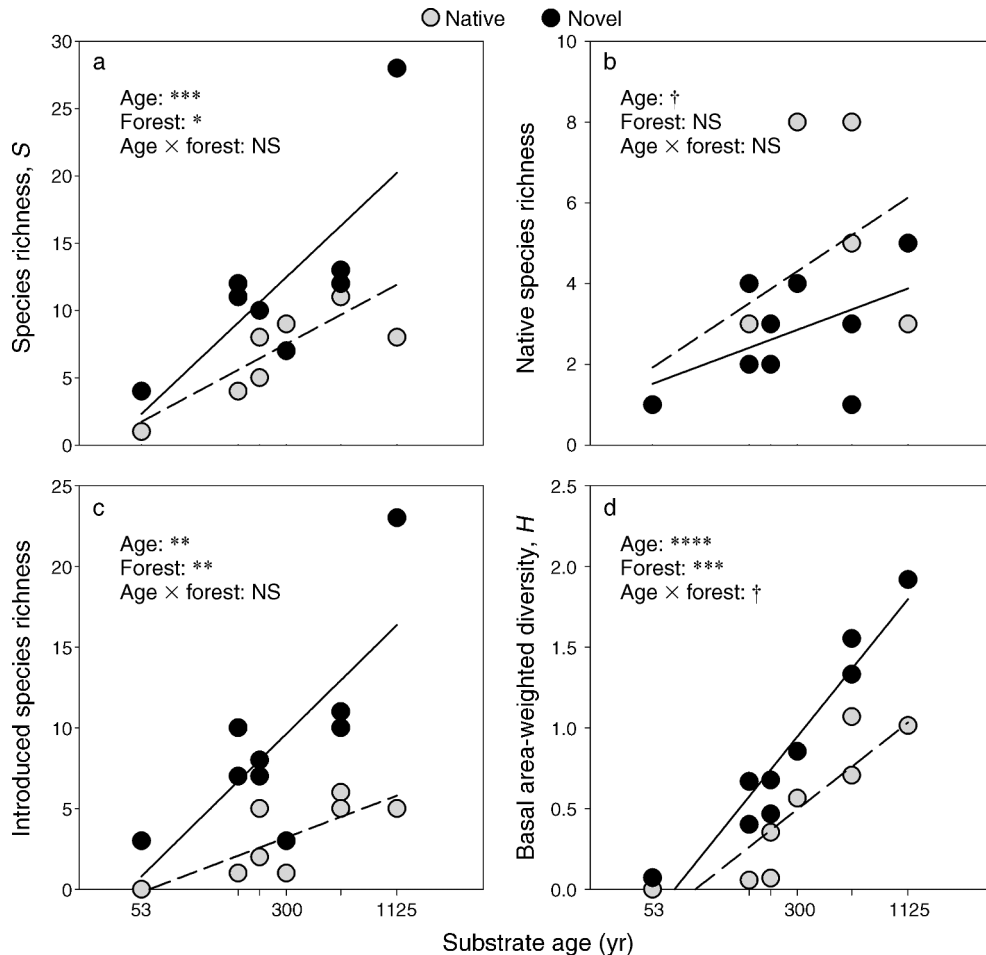 Native Novel
a
Age: ***
Forest: *
Age × forest: NS
Species richness, S
30
25
20
15
10
5
0
b
Age: †
Forest: NS
Age × forest: NS
Native species richness
10
8
6
4
2
0
c
Age: **
Forest: **
Age × forest: NS
Introduced species richness
25
20
15
10
5
0
53 300 1125
d
Age: ****
Forest: ***
Age × forest: †
Basal area-weighted diversity, H
2.5
2.0
1.5
1.0
0.5
0.0
53 300 1125
Substrate age (yr)